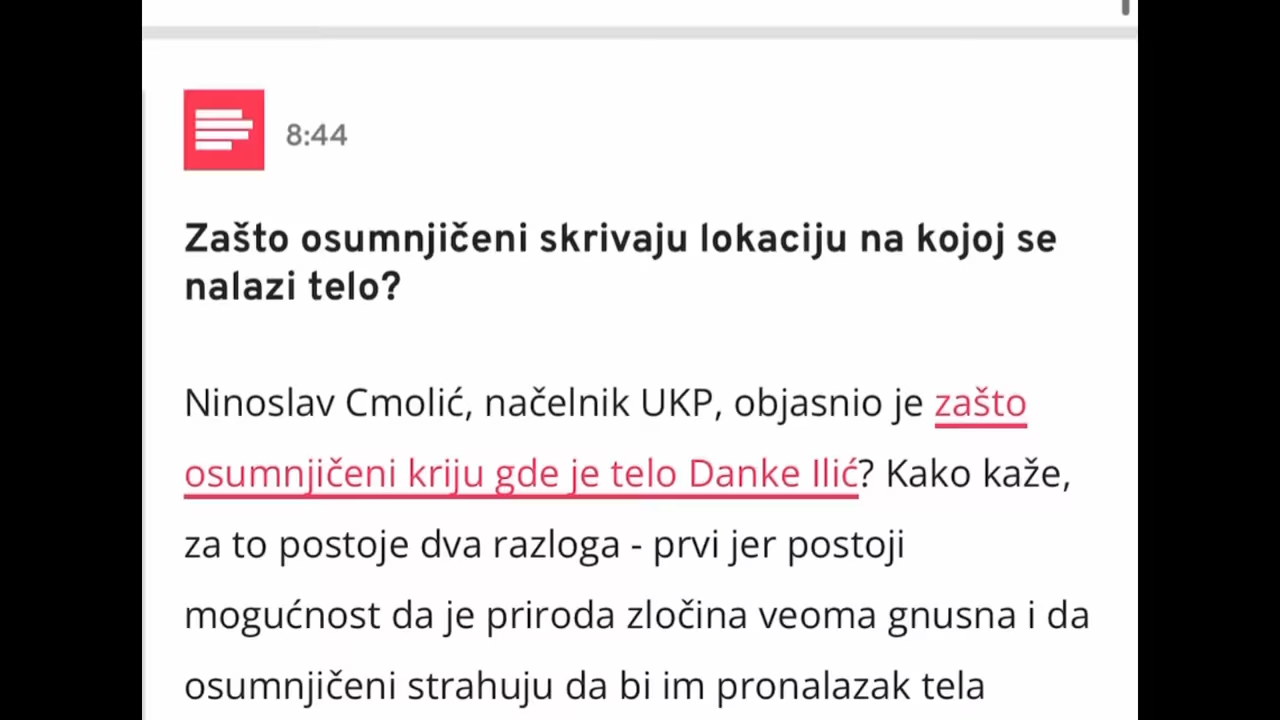 8:44
Zašto osumnjičeni skrivaju lokaciju na kojoj se
nalazi telo?
Ninoslav Cmolić, načelnik UKP, objasnio je zašto
osumnjičeni kriju gde je telo Danke Ilić? Kako kaže,
za to postoje dva razloga - prvi jer postoji
mogućnost da je priroda zločina veoma gnusna i da
osumnjičeni strahuju da bi im pronalazak tela